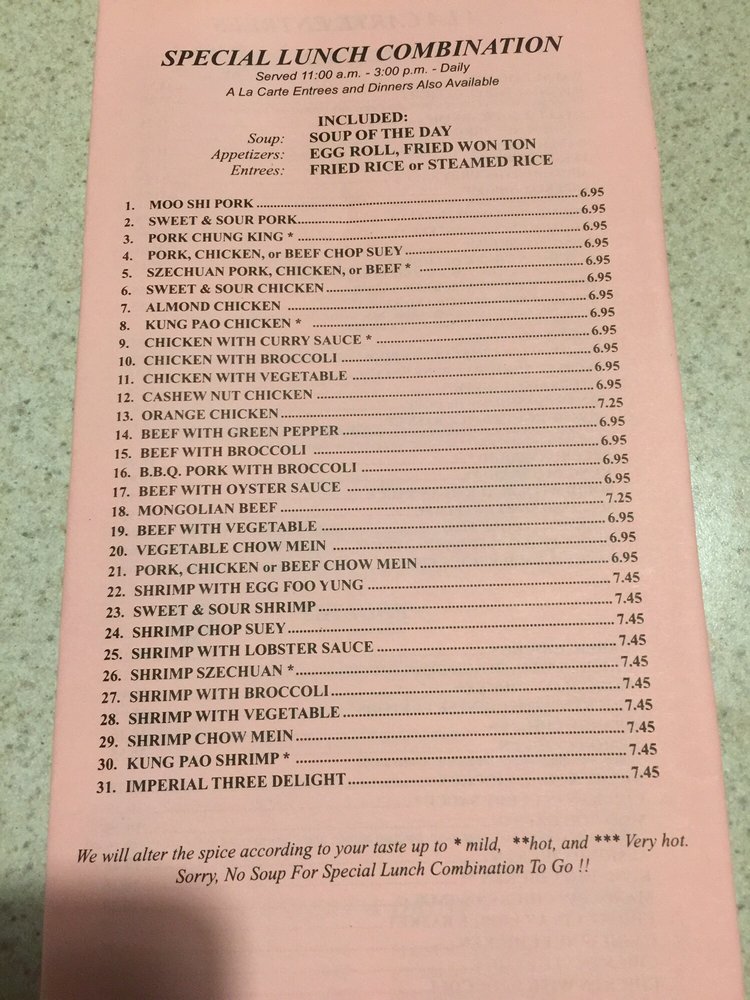 SPECIAL LUNCH COMBINATION
Served 11:00 a.m. - 3:00 p.m. - Daily
A La Carte Entrees and Dinners Also Available
INCLUDED:
Soup: SOUP OF THE DAY
Appetizers: EGG ROLL, FRIED WON TON
Entrees: FRIED RICE or STEAMED RICE
1. MOO SHI PORK 6.95
2. SWEET & SOUR PORK 6.95
3. PORK CHUNG KING * 6.95
4. PORK, CHICKEN, or BEEF CHOP SUEY 6.95
5. SZECHUAN PORK, CHICKEN, or BEEF * 6.95
6. SWEET & SOUR CHICKEN 6.95
7. ALMOND CHICKEN 6.95
8. KUNG PAO CHICKEN * 6.95
9. CHICKEN WITH CURRY SAUCE * 6.95
10. CHICKEN WITH BROCCOLI 6.95
11. CHICKEN WITH VEGETABLE 6.95
12. CASHEW NUT CHICKEN 6.95
13. ORANGE CHICKEN 7.25
14. BEEF WITH GREEN PEPPER 6.95
15. BEEF WITH BROCCOLI 6.95
16. B.B.Q. PORK WITH BROCCOLI 6.95
17. BEEF WITH OYSTER SAUCE 6.95
18. MONGOLIAN BEEF 7.25
19. BEEF WITH VEGETABLE 6.95
20. VEGETABLE CHOW MEIN 6.95
21. PORK, CHICKEN or BEEF CHOW MEIN 6.95
22. SHRIMP WITH EGG FOO YUNG 7.45
23. SWEET & SOUR SHRIMP 7.45
24. SHRIMP CHOP SUEY 7.45
25. SHRIMP WITH LOBSTER SAUCE 7.45
26. SHRIMP SZECHUAN * 7.45
27. SHRIMP WITH BROCCOLI 7.45
28. SHRIMP WITH VEGETABLE 7.45
29. SHRIMP CHOW MEIN 7.45
30. KUNG PAO SHRIMP * 7.45
31. IMPERIAL THREE DELIGHT 7.45
We will alter the spice according to your taste up to * mild, **hot, and *** Very hot.
Sorry, No Soup For Special Lunch Combination To Go !!